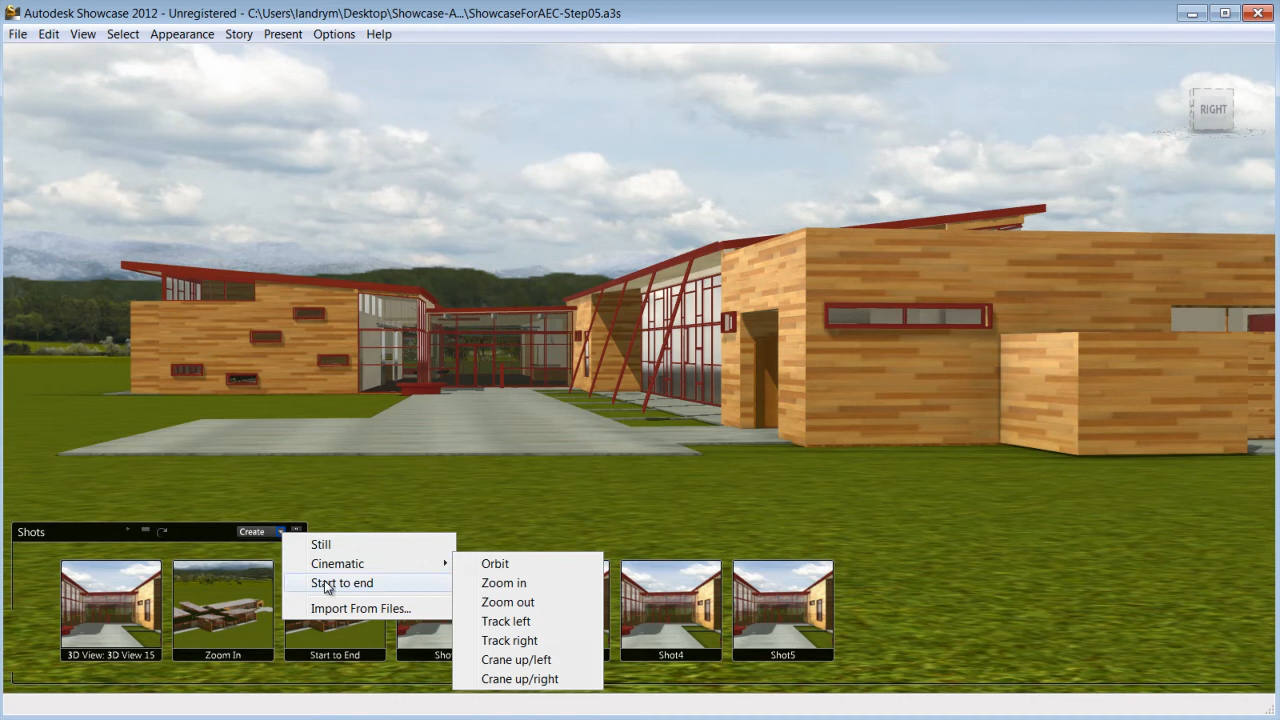 Autodesk Showcase 2012 - Unregistered - C:\Users\landrym\Desktop\Showcase-A...\ShowcaseForAEC-Step05.a3s
File Edit View Select Appearance Story Present Options Help
RIGHT
Shots
Create
Still
Cinematic
Start to end
Import From Files...
Orbit
Zoom in
Zoom out
Track left
Track right
Crane up/left
Crane up/right
3D View: 3D View 15
Zoom In
Start to End
Shot4
Shot5